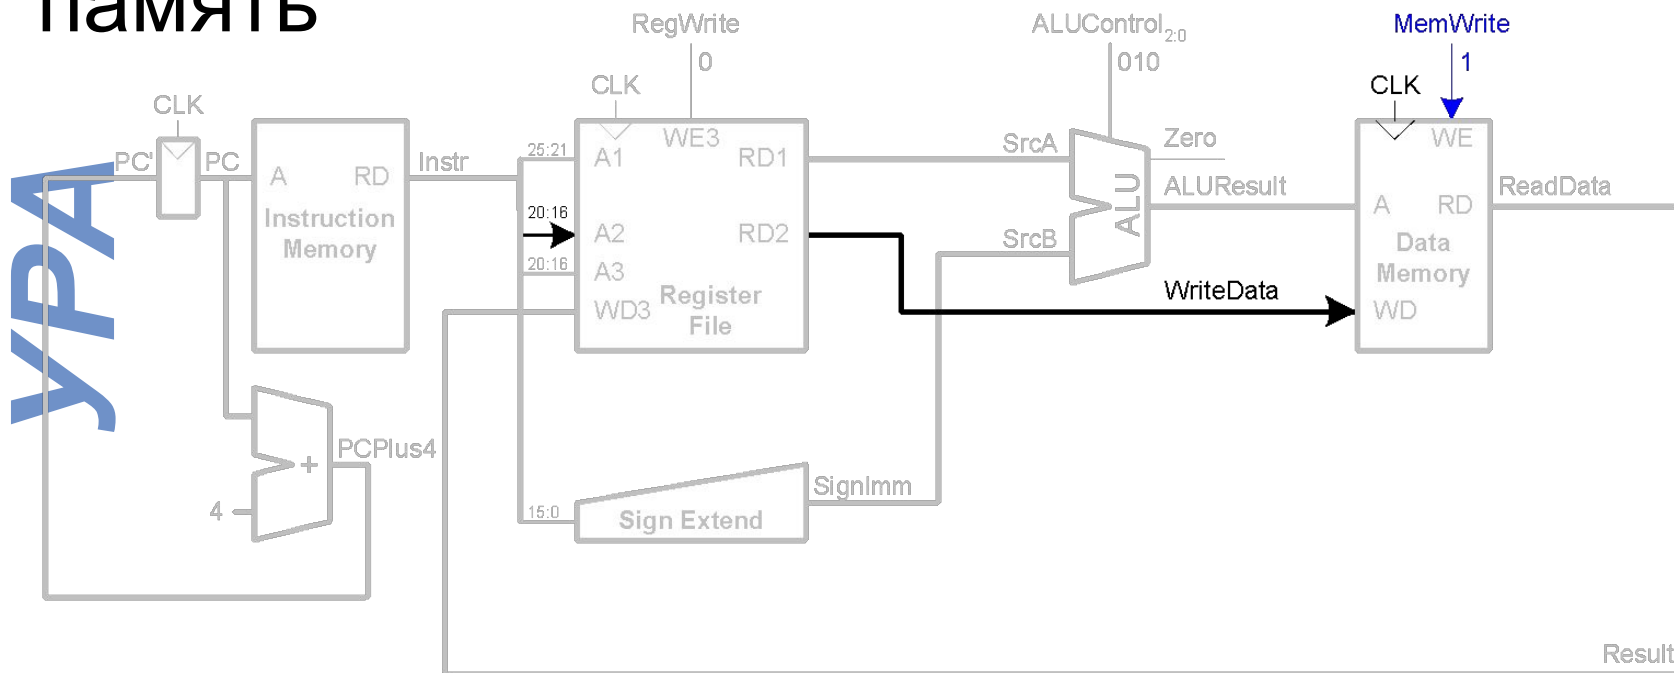 память
RegWrite
ALUControl2:0
MemWrite
0
010
1
CLK
CLK
CLK
PC'
PC
A
RD
Instruction
Memory
Instr
25:21
20:16
20:16
15:0
A1
WE3
RD1
A2
RD2
A3
WD3
Register
File
SrcA
SrcB
ALU
Zero
ALUResult
WriteData
WE
A
RD
Data
Memory
WD
ReadData
УРА
PCPlus4
+
4
SignImm
Sign Extend
Result